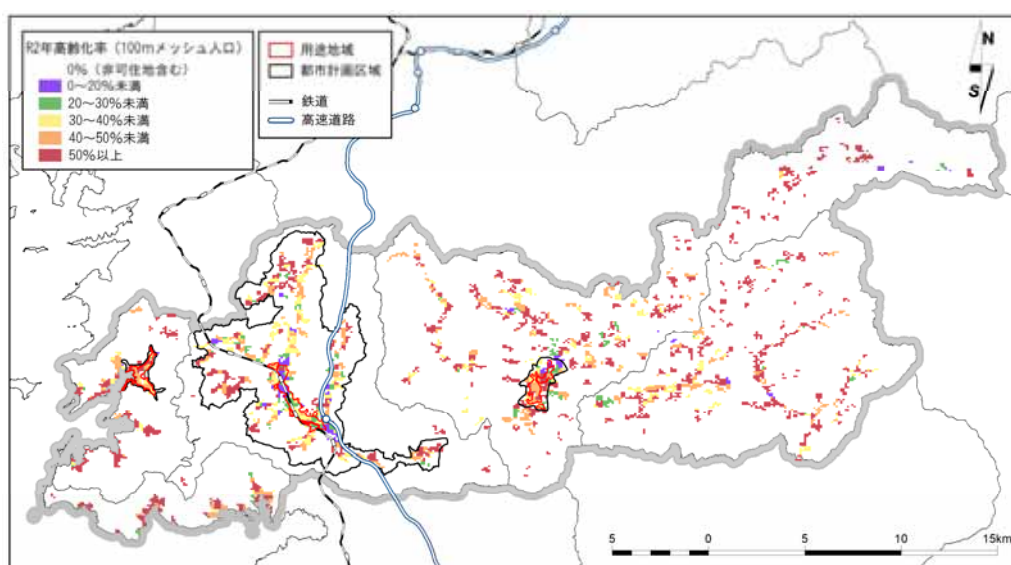 R2年高齢化率（100mメッシュ人口）
0%（非可住地含む）
0～20%未満
20～30%未満
30～40%未満
40～50%未満
50%以上
用途地域
都市計画区域
鉄道
高速道路
N
S
5 0 5 10 15km